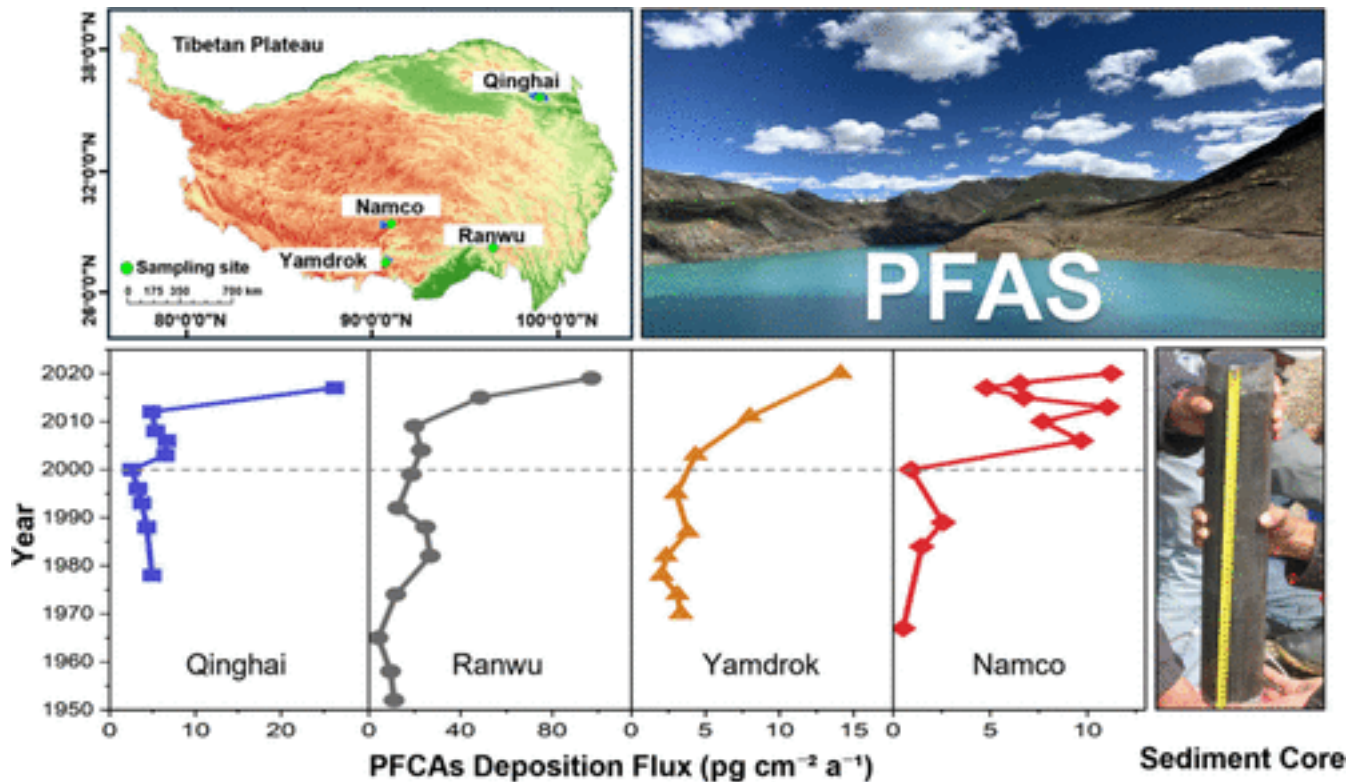 Tibetan Plateau
Qinghai
Namco
Ranwu
Yamdrok
Sampling site
0 175 350 700 km
38°0'0"N
32°0'0"N
26°0'0"N
80°0'0"N
90°0'0"N
100°0'0"N
PFAS
Year
2020
2010
2000
1990
1980
1970
1960
1950
Qinghai
Ranwu
Yamdrok
Namco
0 5 10 20
0 40 80
0 5 10 15
0 5 10
PFCAs Deposition Flux (pg cm⁻² a⁻¹)
Sediment Core